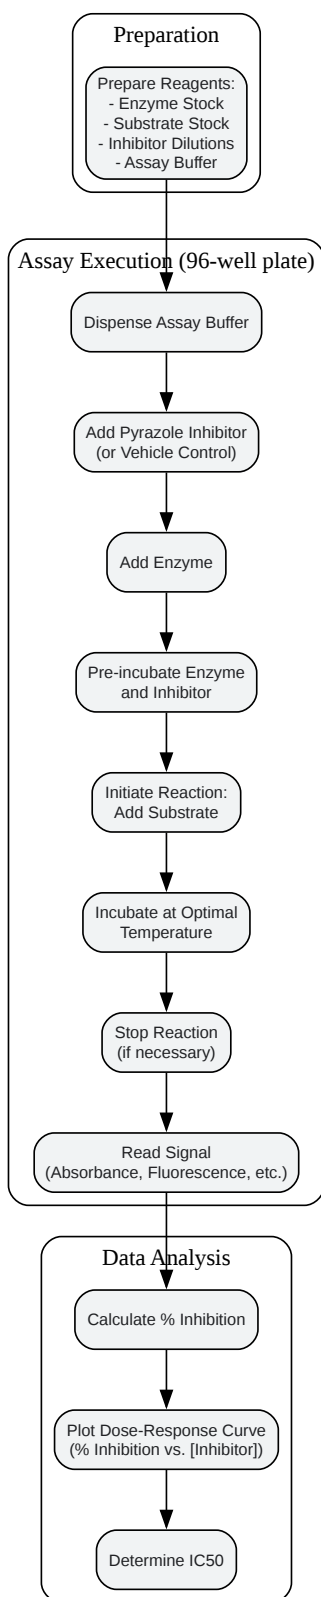 Preparation
Prepare Reagents:
- Enzyme Stock
- Substrate Stock
- Inhibitor Dilutions
- Assay Buffer
Assay Execution (96-well plate)
Dispense Assay Buffer
Add Pyrazole Inhibitor
(or Vehicle Control)
Add Enzyme
Pre-incubate Enzyme
and Inhibitor
Initiate Reaction:
Add Substrate
Incubate at Optimal
Temperature
Stop Reaction
(if necessary)
Read Signal
(Absorbance, Fluorescence, etc.)
Data Analysis
Calculate % Inhibition
Plot Dose-Response Curve
(% Inhibition vs. [Inhibitor])
Determine IC50